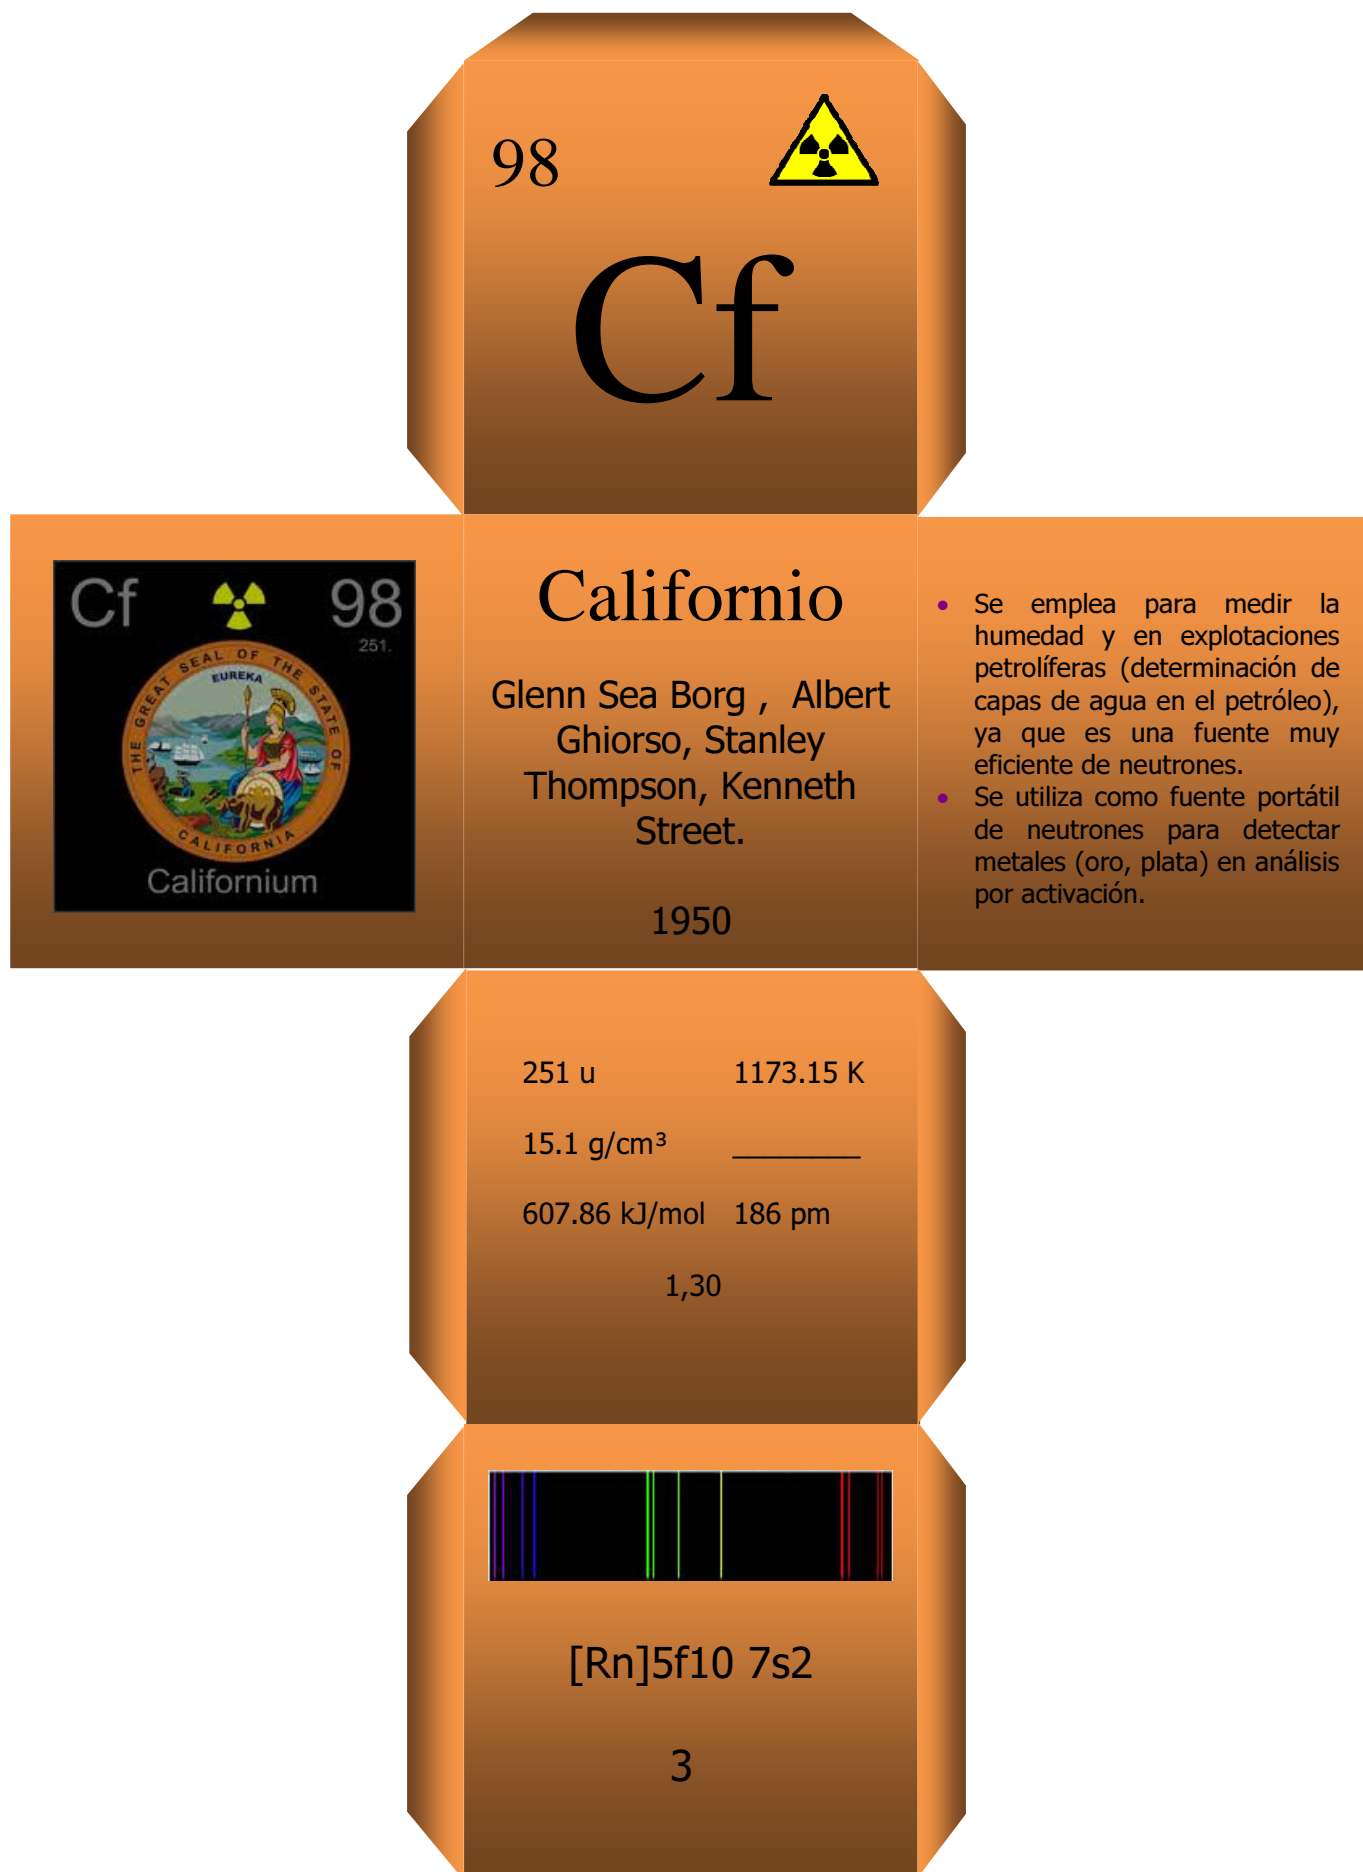 98
Cf
Cf
98
251.
THE GREAT SEAL OF THE STATE OF
EUREKA
CALIFORNIA
Californium
Californio
Glenn Sea Borg ,  Albert
Ghiorso, Stanley
Thompson, Kenneth
Street.
1950
• Se emplea para medir la
humedad y en explotaciones
petrolíferas (determinación de
capas de agua en el petróleo),
ya que es una fuente muy
eficiente de neutrones.
• Se utiliza como fuente portátil
de neutrones para detectar
metales (oro, plata) en análisis
por activación.
251 u 1173.15 K
15.1 g/cm³ ________
607.86 kJ/mol 186 pm
1,30
[Rn]5f10 7s2
3